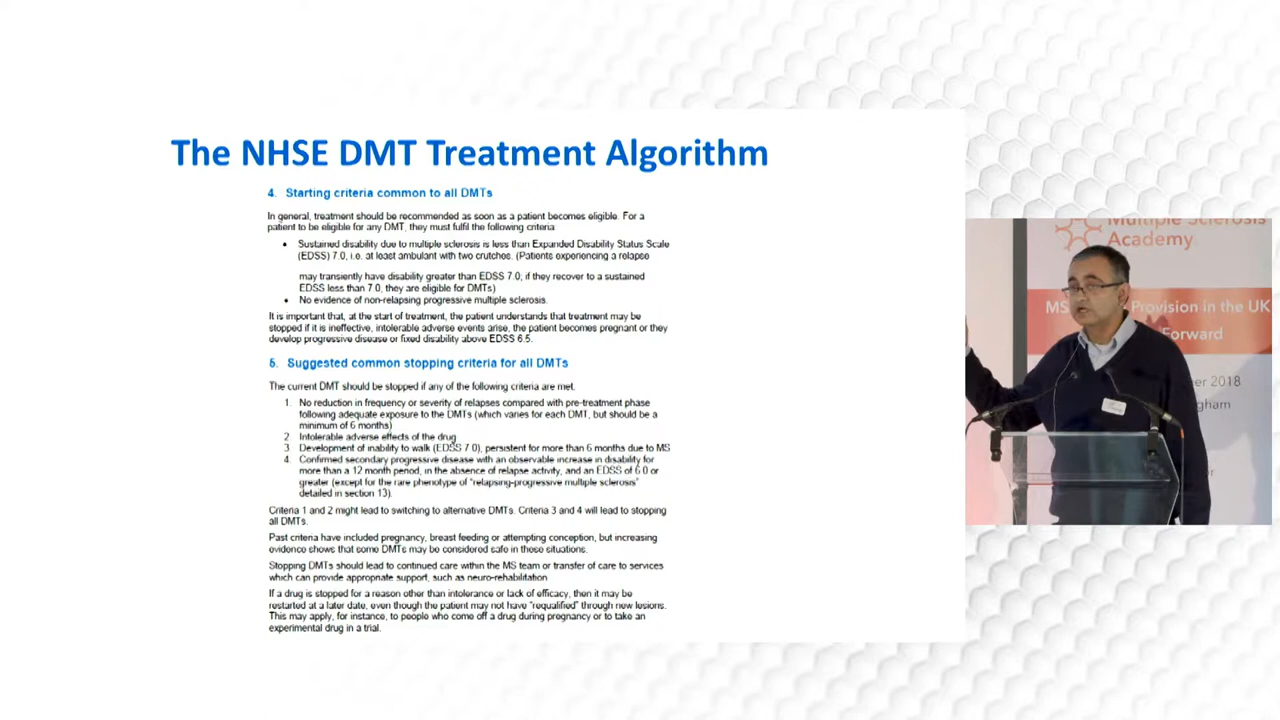 The NHSE DMT Treatment Algorithm
4. Starting criteria common to all DMTs
In general, treatment should be recommended as soon as a patient becomes eligible. For a
patient to be eligible for any DMT, they must fulfil the following criteria
• Sustained disability due to multiple sclerosis is less than Expanded Disability Status Scale
(EDSS) 7.0, i.e. at least ambulant with two crutches. (Patients experiencing a relapse
may transiently have disability greater than EDSS 7.0; if they recover to a sustained
EDSS less than 7.0, they are eligible for DMTs)
• No evidence of non-relapsing progressive multiple sclerosis.
It is important that, at the start of treatment, the patient understands that treatment may be
stopped if it is ineffective, intolerable adverse events arise, the patient becomes pregnant or they
develop progressive disease or fixed disability above EDSS 6.5.
5. Suggested common stopping criteria for all DMTs
The current DMT should be stopped if any of the following criteria are met.
1. No reduction in frequency or severity of relapses compared with pre-treatment phase
following adequate exposure to the DMTs (which varies for each DMT, but should be a
minimum of 6 months)
2 Intolerable adverse effects of the drug
3 Development of inability to walk (EDSS 7.0), persistent for more than 6 months due to MS
4. Confirmed secondary progressive disease with an observable increase in disability for
more than a 12 month period, in the absence of relapse activity, and an EDSS of 6.0 or
greater (except for the rare phenotype of "relapsing-progressive multiple sclerosis"
detailed in section 13).
Criteria 1 and 2 might lead to switching to alternative DMTs. Criteria 3 and 4 will lead to stopping
all DMTs.
Past criteria have included pregnancy, breast feeding or attempting conception, but increasing
evidence shows that some DMTs may be considered safe in these situations.
Stopping DMTs should lead to continued care within the MS team or transfer of care to services
which can provide appropriate support, such as neuro-rehabilitation
If a drug is stopped for a reason other than intolerance or lack of efficacy, then it may be
restarted at a later date, even though the patient may not have "requalified" through new lesions.
This may apply, for instance, to people who come off a drug during pregnancy or to take an
experimental drug in a trial.
Multiple Sclerosis
Academy
MS Provision in the UK
Forward
er 2018
gham